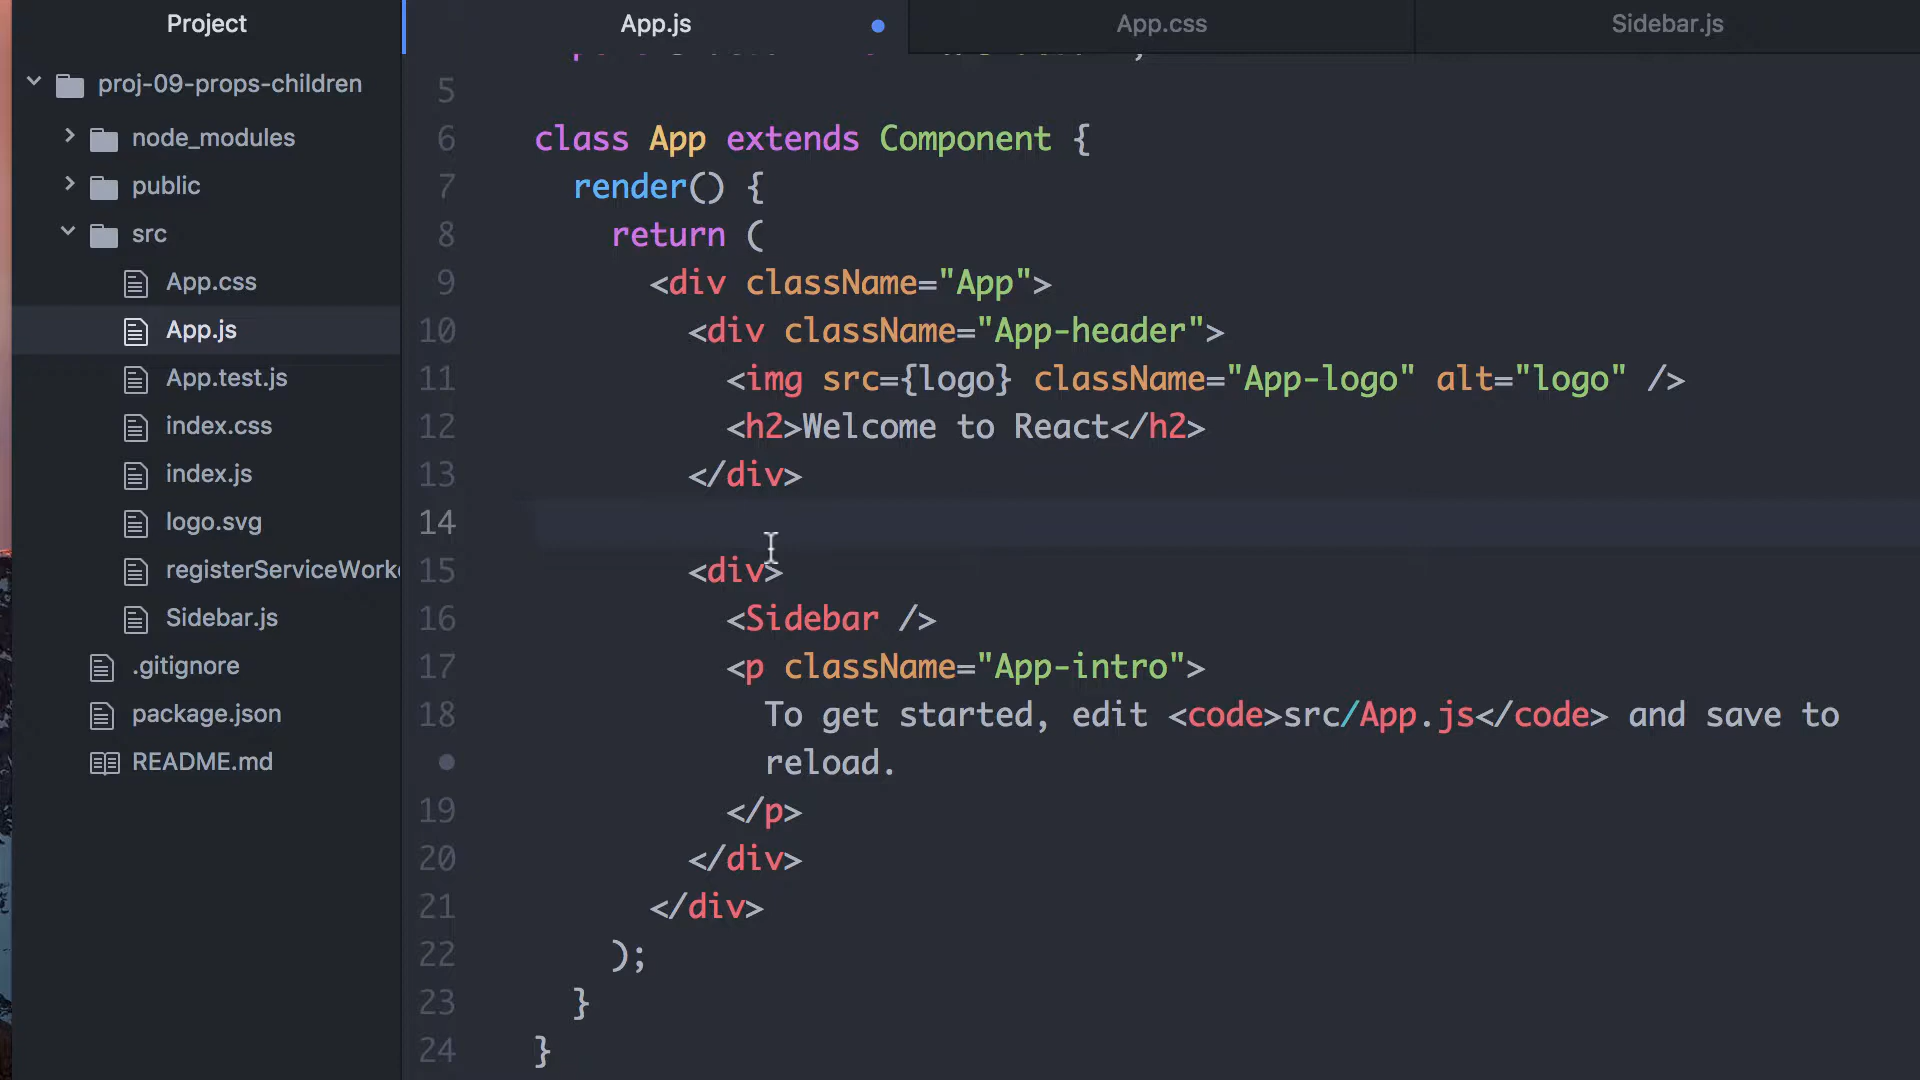 Project
App.js
App.css
Sidebar.js
proj-09-props-children
node_modules
public
src
App.css
App.js
App.test.js
index.css
index.js
logo.svg
registerServiceWorke
Sidebar.js
.gitignore
package.json
README.md
5
6 class App extends Component {
7 render() {
8 return (
9 <div className="App">
10 <div className="App-header">
11 <img src={logo} className="App-logo" alt="logo" />
12 <h2>Welcome to React</h2>
13 </div>
14
15 <div>
16 <Sidebar />
17 <p className="App-intro">
18 To get started, edit <code>src/App.js</code> and save to
reload.
19 </p>
20 </div>
21 </div>
22 );
23 }
24 }